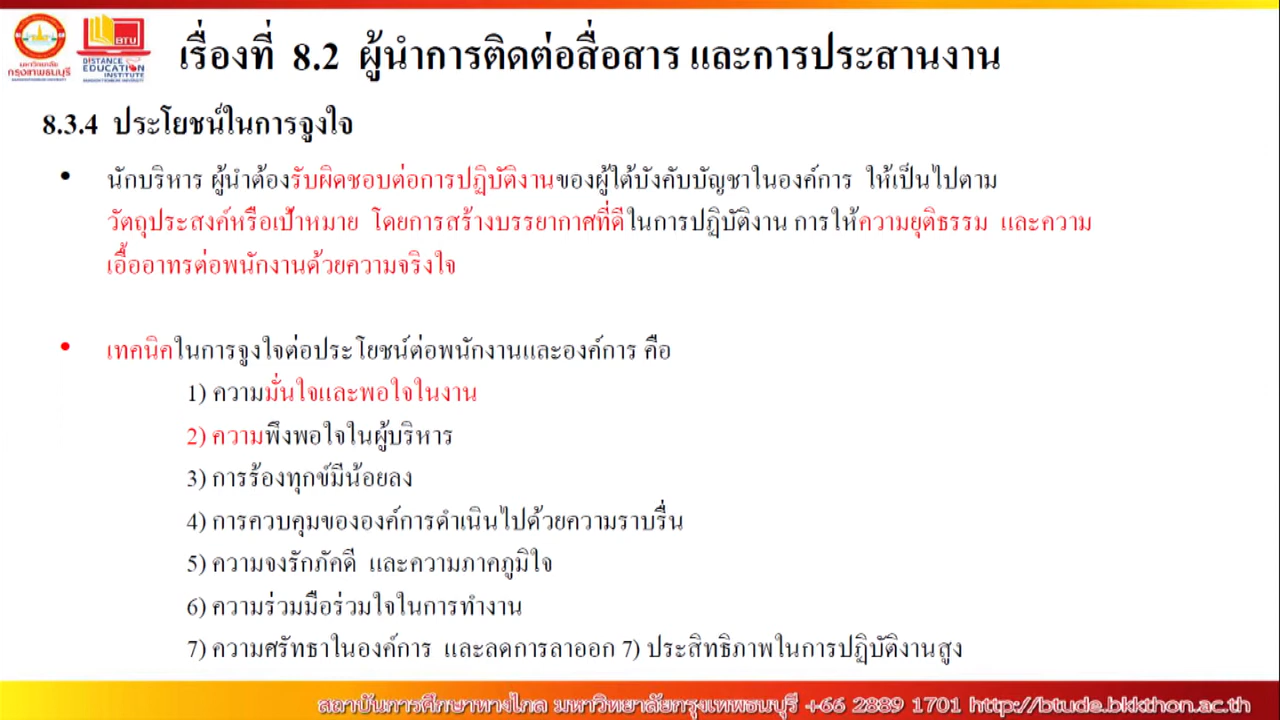 มหาวิทยาลัย
กรุงเทพธนบุรี
BTU
DISTANCE
EDUCATION
INSTITUTE
เรื่องที่ 8.2 ผู้นำการติดต่อสื่อสาร และการประสานงาน
8.3.4 ประโยชน์ในการจูงใจ
• นักบริหาร ผู้นำต้องรับผิดชอบต่อการปฏิบัติงานของผู้ใต้บังคับบัญชาในองค์การ ให้เป็นไปตาม
วัตถุประสงค์หรือเป้าหมาย โดยการสร้างบรรยากาศที่ดีในการปฏิบัติงาน การให้ความยุติธรรม และความ
เอื้ออาทรต่อพนักงานด้วยความจริงใจ
• เทคนิคในการจูงใจต่อประโยชน์ต่อพนักงานและองค์การ คือ
1) ความมั่นใจและพอใจในงาน
2) ความพึงพอใจในผู้บริหาร
3) การร้องทุกข์มีน้อยลง
4) การควบคุมขององค์การดำเนินไปด้วยความราบรื่น
5) ความจงรักภัคดี และความภาคภูมิใจ
6) ความร่วมมือร่วมใจในการทำงาน
7) ความศรัทธาในองค์การ และลดการลาออก 7) ประสิทธิภาพในการปฏิบัติงานสูง
สถาบันการศึกษาทางไกล มหาวิทยาลัยกรุงเทพธนบุรี +66 2889 1701 http://btude.bkkthon.ac.th